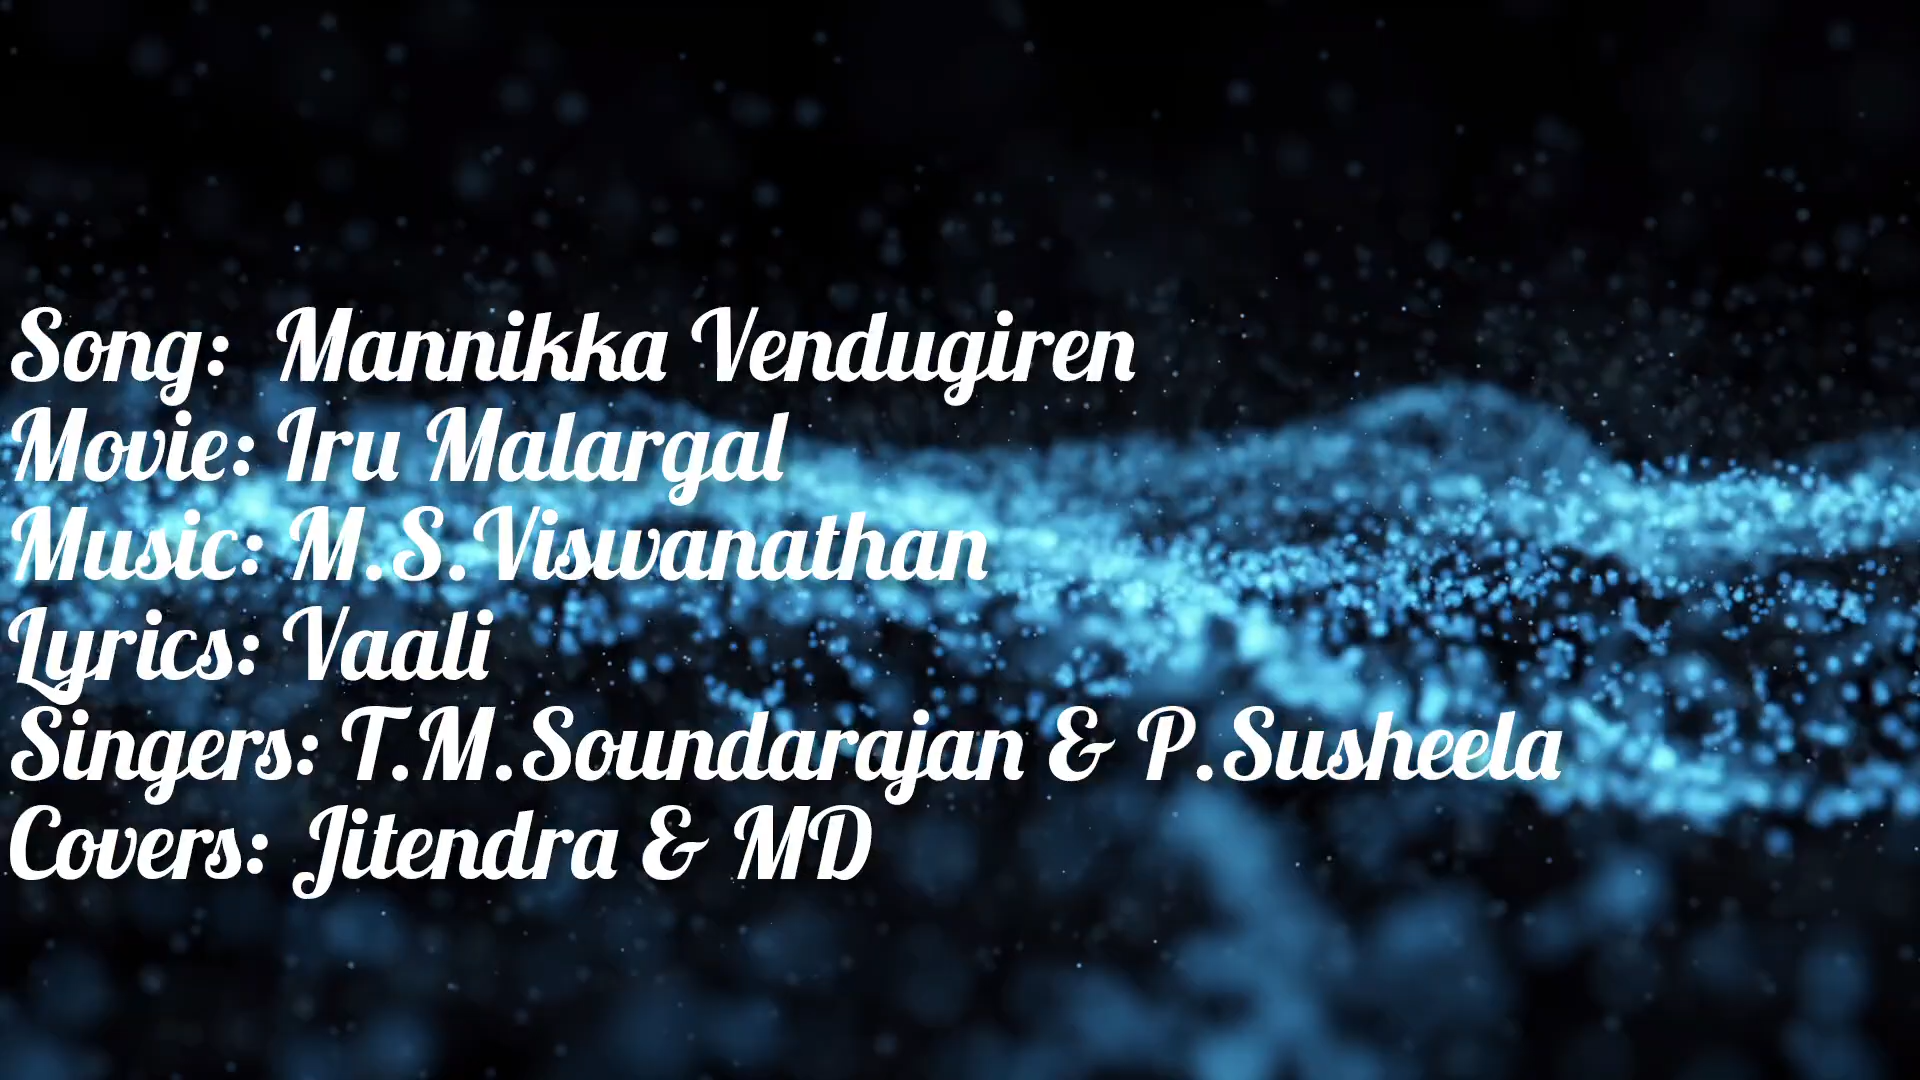 Song: Mannikka Vendugiren
Movie: Iru Malargal
Music: M.S.Viswanathan
Lyrics: Vaali
Singers: T.M.Soundarajan & P.Susheela
Covers: Jitendra & MD